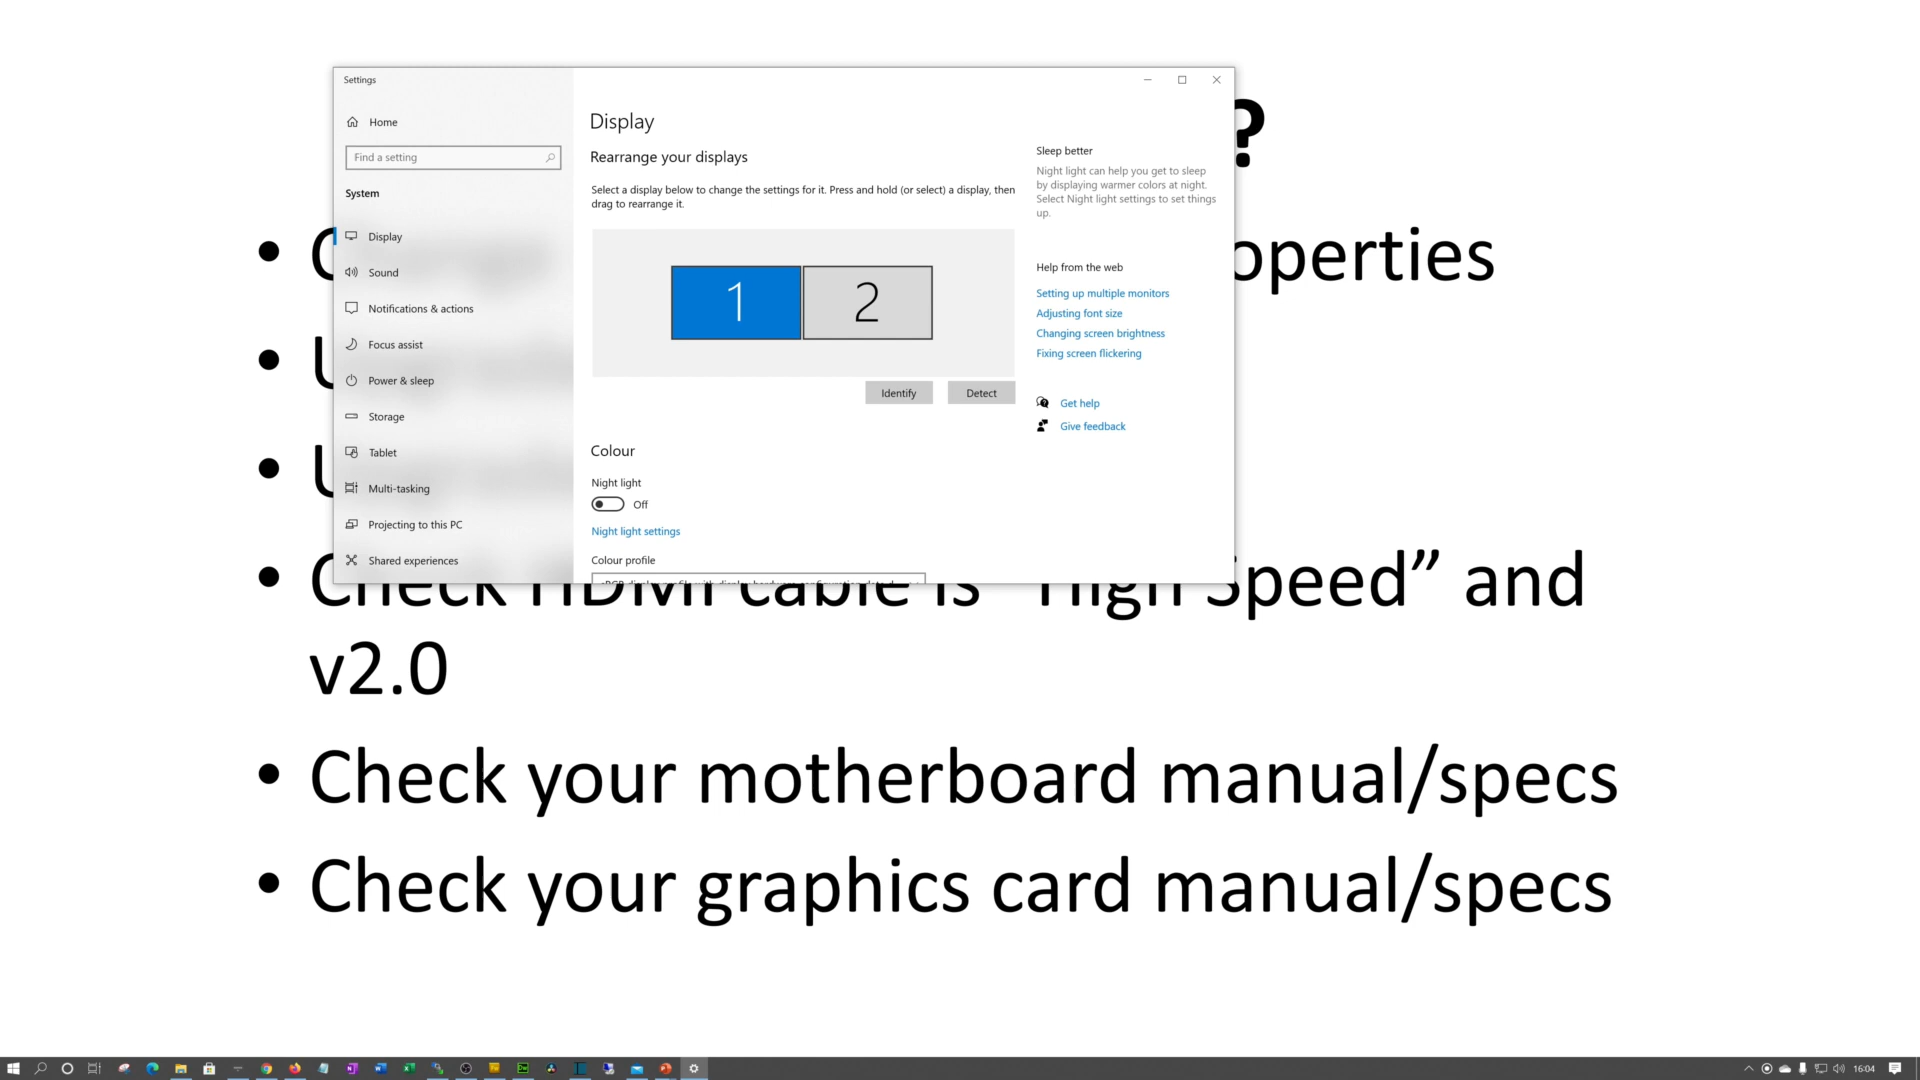 Settings
Home
Find a setting
System
Display
Sound
Notifications & actions
Focus assist
Power & sleep
Storage
Tablet
Multi-tasking
Projecting to this PC
Shared experiences
Display
Rearrange your displays
Select a display below to change the settings for it. Press and hold (or select) a display, then
drag to rearrange it.
1
2
Identify
Detect
Colour
Night light
Off
Night light settings
Colour profile
Sleep better
Night light can help you get to sleep
by displaying warmer colors at night.
Select Night light settings to set things
up.
Help from the web
Setting up multiple monitors
Adjusting font size
Changing screen brightness
Fixing screen flickering
Get help
Give feedback
?
operties
• Check HDMI cable is “High Speed” and
v2.0
• Check your motherboard manual/specs
• Check your graphics card manual/specs
16:04